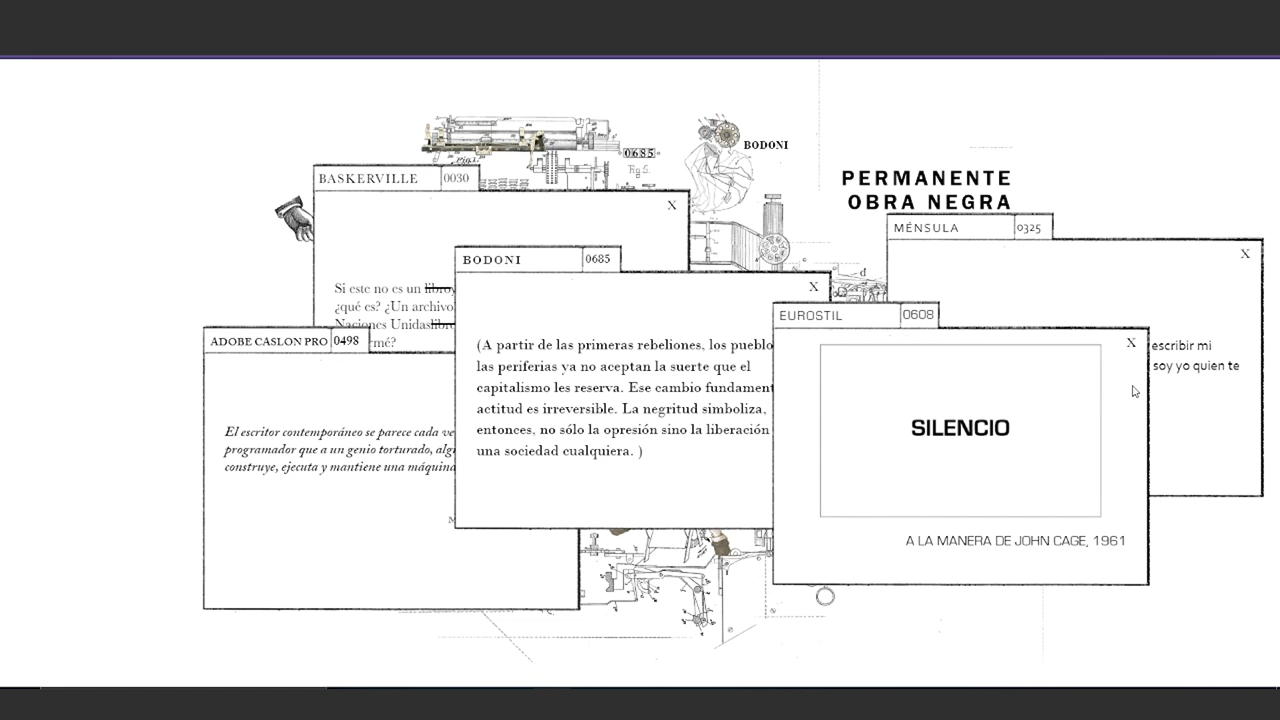 0685
Fig 5.
BODONI
PERMANENTE
OBRA NEGRA
BASKERVILLE 0030
X
Si este no es un libro,
¿qué es? ¿Un archivo
Naciones Unidas libre
rmé?
BODONI 0685
X
(A partir de las primeras rebeliones, los pueblo
las periferias ya no aceptan la suerte que el
capitalismo les reserva. Ese cambio fundament
actitud es irreversible. La negritud simboliza,
entonces, no sólo la opresión sino la liberación
una sociedad cualquiera. )
MÉNSULA 0325
X
escribir mi
soy yo quien te
EUROSTIL 0608
X
SILENCIO
A LA MANERA DE JOHN CAGE, 1961
ADOBE CASLON PRO 0498
El escritor contemporáneo se parece cada ve
programador que a un genio torturado, alg
construye, ejecuta y mantiene una máquina